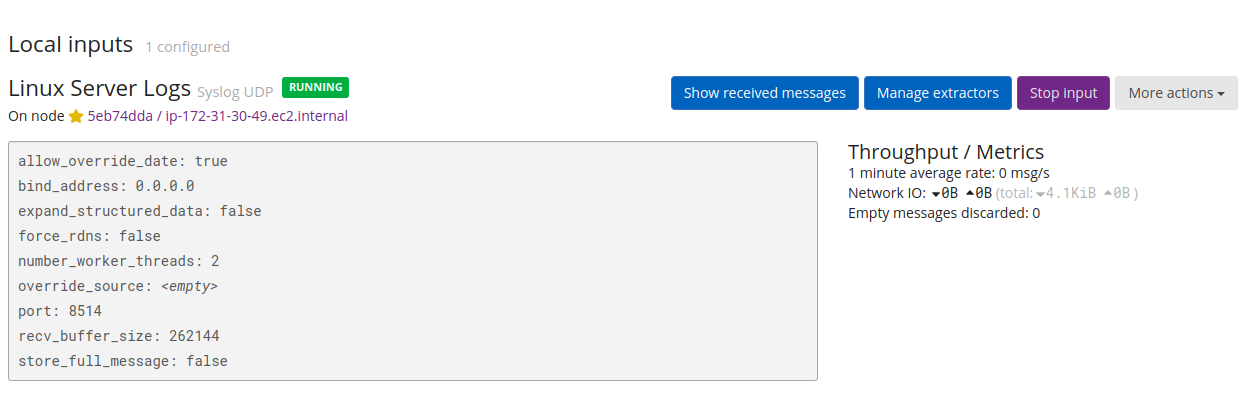 Local inputs 1 configured
Linux Server Logs Syslog UDP RUNNING
Show received messages Manage extractors Stop input More actions
On node 5eb74dda / ip-172-31-30-49.ec2.internal
allow_override_date: true
bind_address: 0.0.0.0
expand_structured_data: false
force_rdns: false
number_worker_threads: 2
override_source: <empty>
port: 8514
recv_buffer_size: 262144
store_full_message: false
Throughput / Metrics
1 minute average rate: 0 msg/s
Network IO: 0B 0B (total: 4.1KiB 0B )
Empty messages discarded: 0